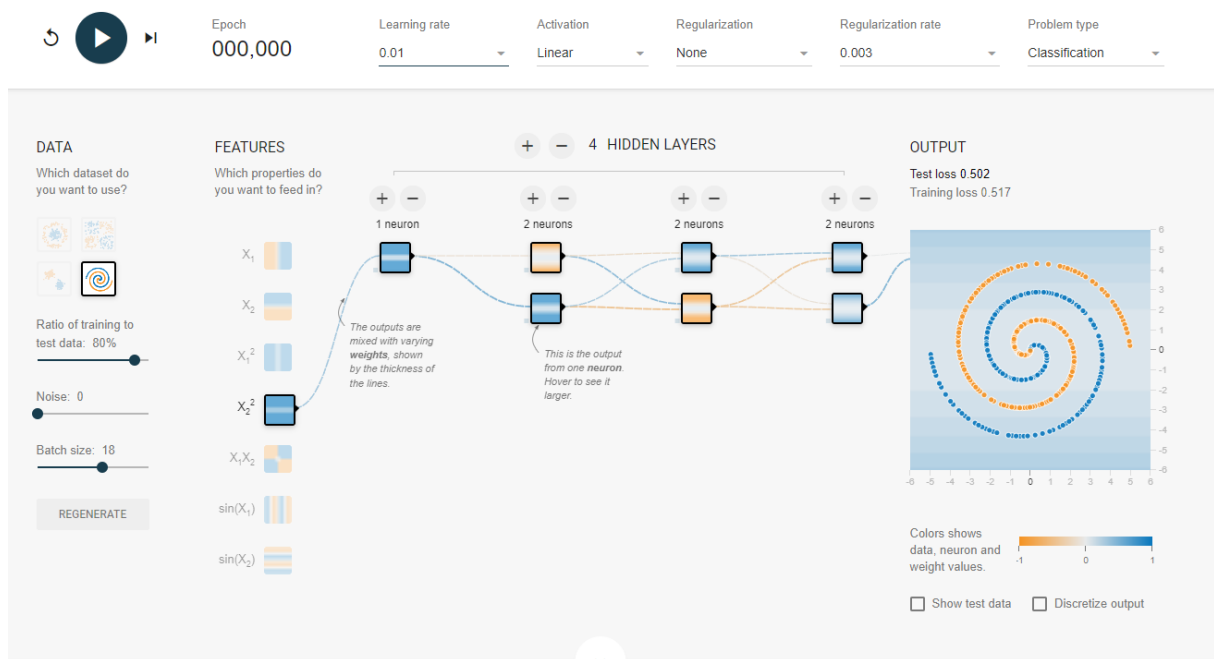 Epoch
000,000
Learning rate
0.01
Activation
Linear
Regularization
None
Regularization rate
0.003
Problem type
Classification
DATA
Which dataset do
you want to use?
Ratio of training to
test data: 80%
Noise: 0
Batch size: 18
REGENERATE
FEATURES
Which properties do
you want to feed in?
X1
X2
X1²
X2²
X1X2
sin(X1)
sin(X2)
+ − 4 HIDDEN LAYERS
+ − + − + − + −
1 neuron 2 neurons 2 neurons 2 neurons
The outputs are
mixed with varying
weights, shown
by the thickness of
the lines.
This is the output
from one neuron.
Hover to see it
larger.
OUTPUT
Test loss 0.502
Training loss 0.517
6
5
4
3
2
1
0
-1
-2
-3
-4
-5
-6
-6 -5 -4 -3 -2 -1 0 1 2 3 4 5 6
Colors shows
data, neuron and
weight values.
-1 0 1
Show test data
Discretize output